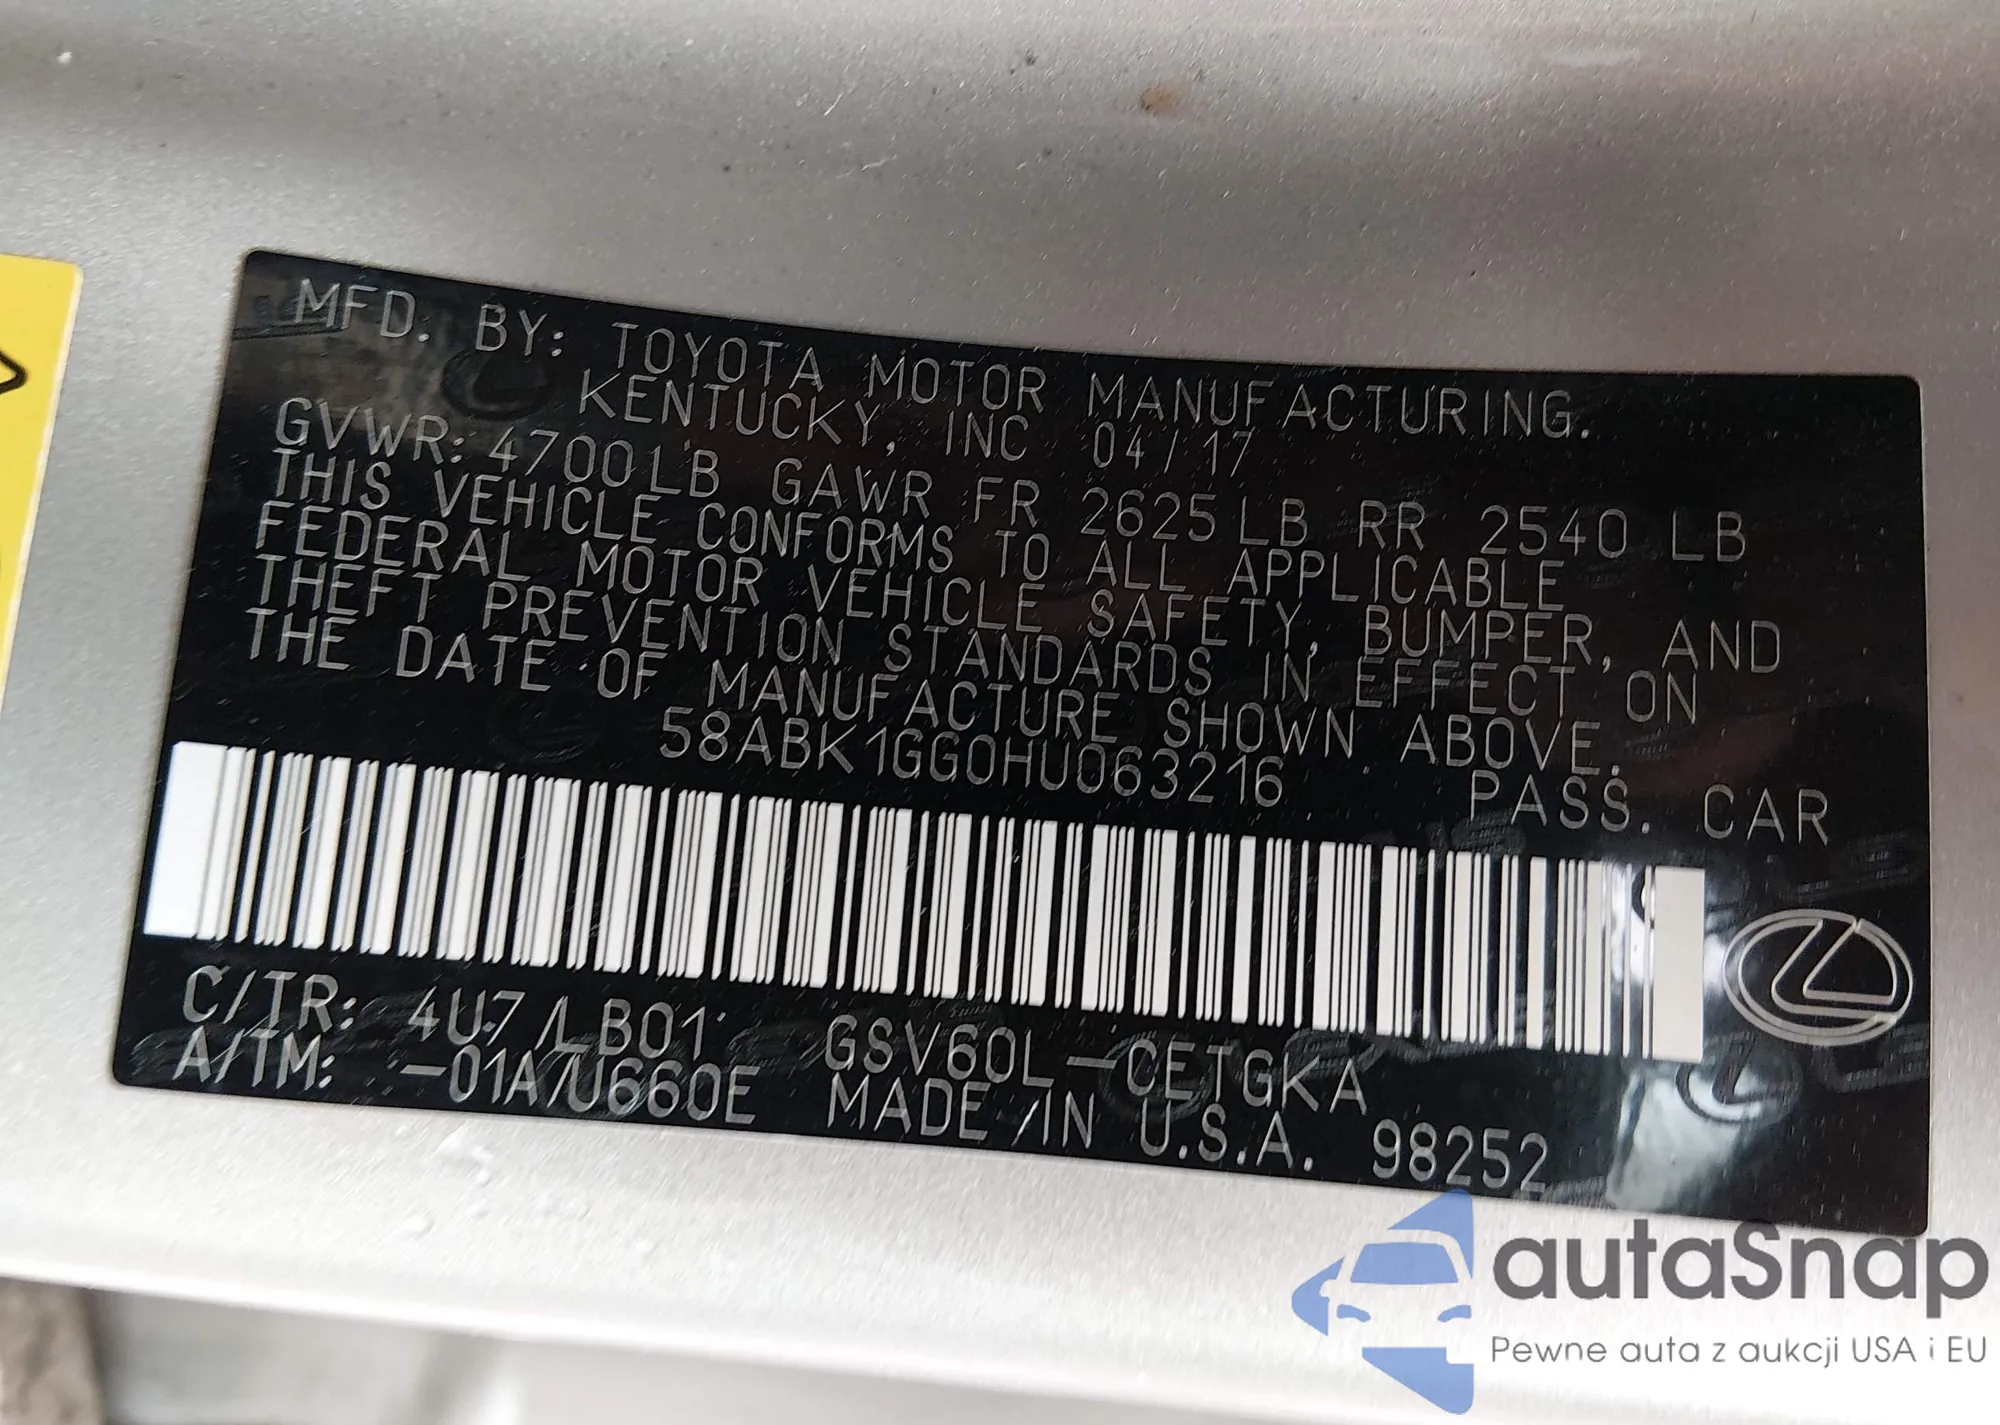 MFD. BY: TOYOTA MOTOR MANUFACTURING.
KENTUCKY, INC 04/17
GVWR: 4700LB GAWR FR 2625LB RR 2540 LB
THIS VEHICLE CONFORMS TO ALL APPLICABLE
FEDERAL MOTOR VEHICLE SAFETY, BUMPER, AND
THEFT PREVENTION STANDARDS IN EFFECT ON
THE DATE OF MANUFACTURE SHOWN ABOVE.
58ABK1GG0HU063216 PASS. CAR
C/TR: 4U7/LB01 GSV60L-CETGKA
A/TM: -01A/U660E MADE IN U.S.A. 98252
autaSnap
Pewne auta z aukcji USA i EU